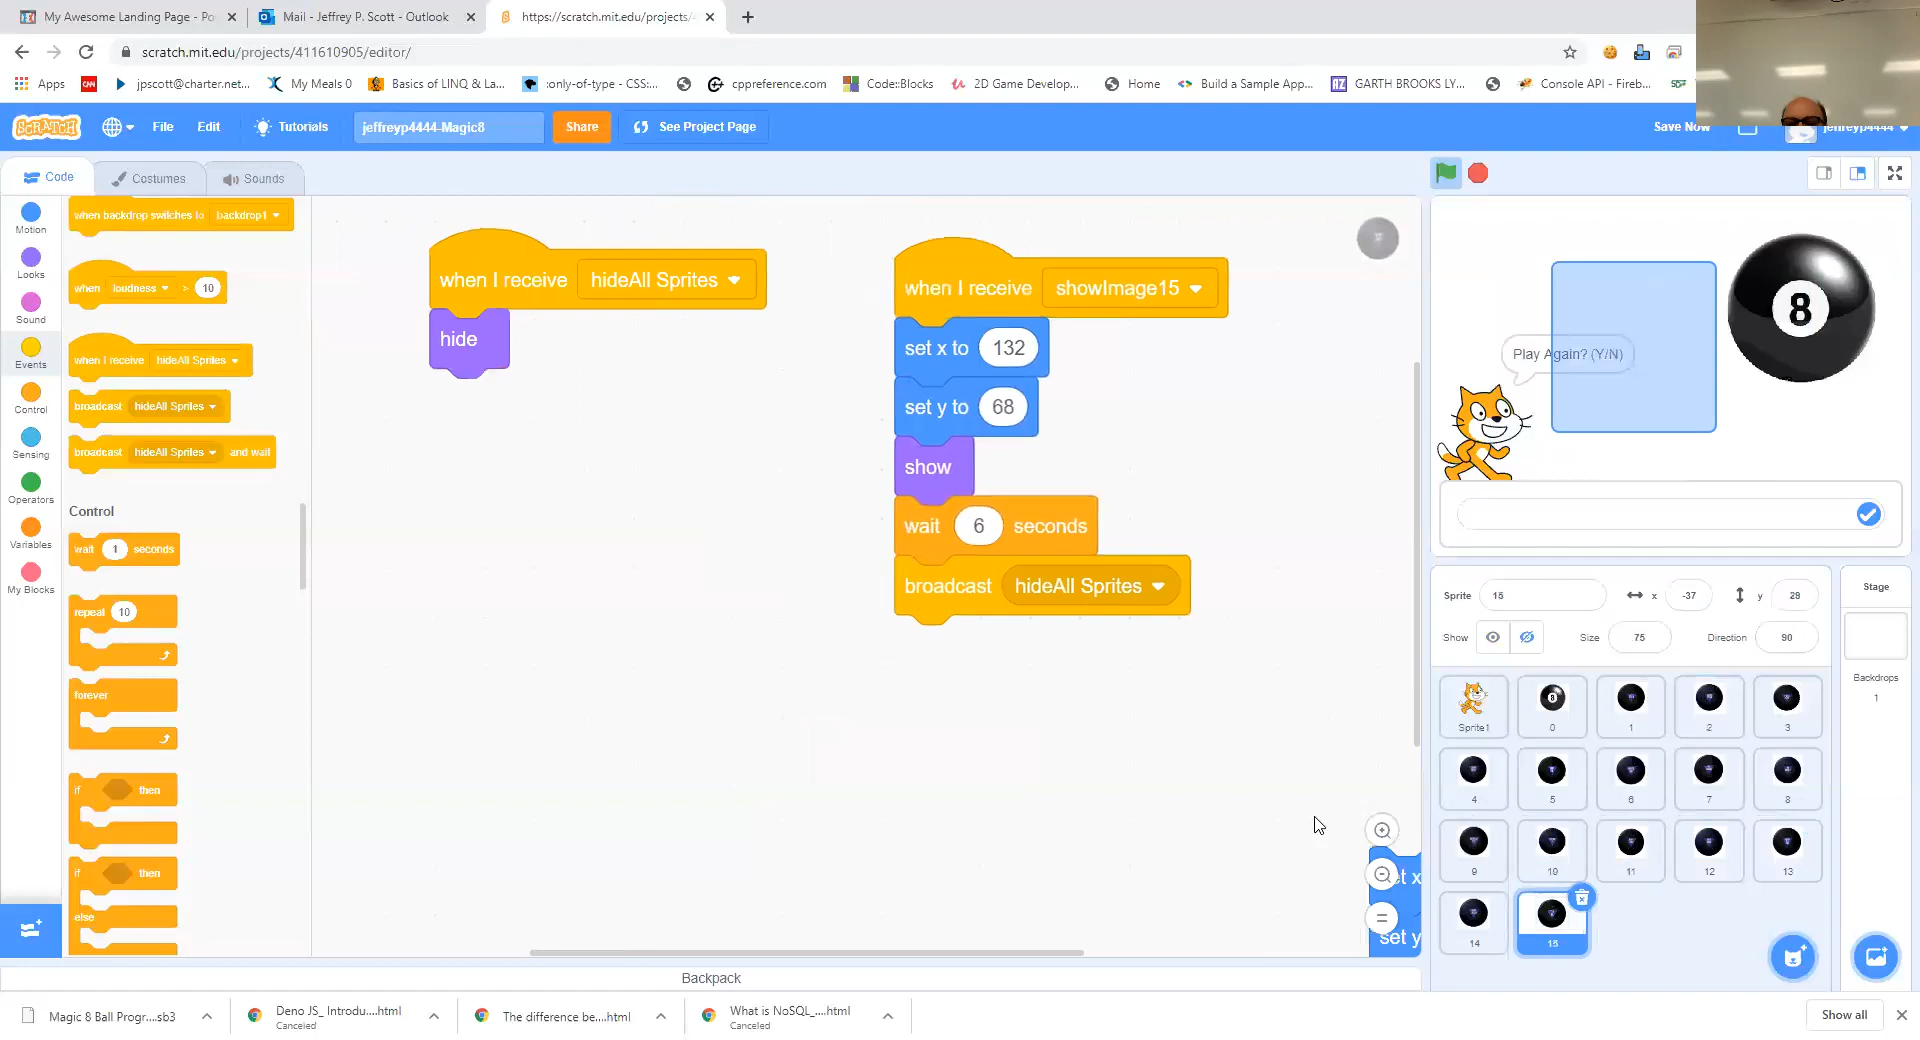 My Awesome Landing Page - Po
Mail - Jeffrey P. Scott - Outlook
https://scratch.mit.edu/projects/4
scratch.mit.edu/projects/411610905/editor/
Apps
CNN
jpscott@charter.net...
My Meals 0
Basics of LINQ & La...
:only-of-type - CSS:...
cppreference.com
Code::Blocks
2D Game Develop...
Home
Build a Sample App...
GARTH BROOKS LY...
Console API - Fireb...
SCRATCH
File
Edit
Tutorials
jeffreyp4444-Magic8
Share
See Project Page
Save Now
jeffreyp4444
Code
Costumes
Sounds
Motion
Looks
Sound
Events
Control
Sensing
Operators
Variables
My Blocks
when backdrop switches to backdrop1
when loudness > 10
when I receive hideAll Sprites
broadcast hideAll Sprites
broadcast hideAll Sprites and wait
Control
wait 1 seconds
repeat 10
forever
if then
if then
else
when I receive hideAll Sprites
hide
when I receive showImage15
set x to 132
set y to 68
show
wait 6 seconds
broadcast hideAll Sprites
set y
Backpack
8
Play Again? (Y/N)
Sprite 15 x -37 y 29
Show Size 75 Direction 90
Stage
Backdrops
1
Sprite1 0 1 2 3
4 5 6 7 8
9 10 11 12 13
14 15
Magic 8 Ball Progr....sb3
Deno JS_ Introdu....html
Canceled
The difference be....html
What is NoSQL_....html
Canceled
Show all